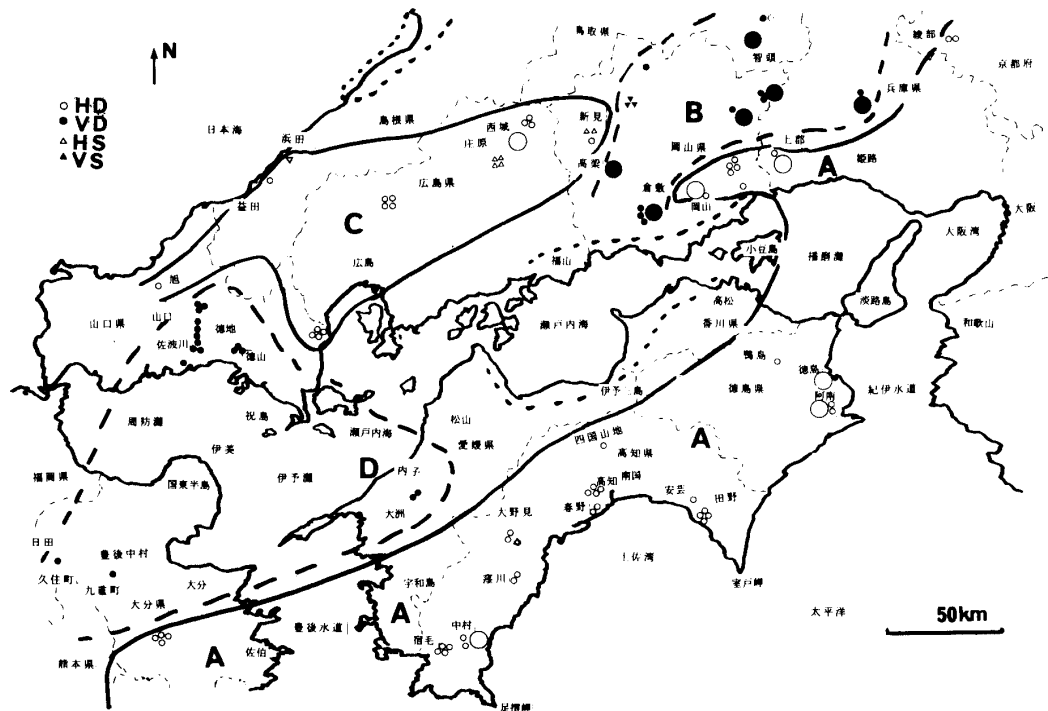 N
H·D
V D
H S
V S
鳥取県
智頭
綾部
京都府
兵庫県
日本海
浜田
島根県
西城
庄原
新見
B
岡山県
上郡
姫路
A
高梁
広島県
倉敷
岡山
大阪
大阪湾
益田
C
広島
福山
小豆島
播磨灘
淡路島
和歌山
旭
山口県
山口
徳地
佐波川
徳山
瀬戸内海
高松
香川県
鴨島
徳島
徳島県
阿南
紀伊水道
周防灘
祝島
瀬戸内海
松山
愛媛県
伊予三島
四国山地
A
高知県
福岡県
伊美
国東半島
伊予灘
D
内子
大洲
高知
南国
春野
安芸
田野
大野見
日田
豊後中村
久住町
九重町
大分
大分県
土佐湾
室戸岬
宇和島
窪川
太平洋
50km
A
中村
宿毛
豊後水道
熊本県
A
佐伯
足摺岬